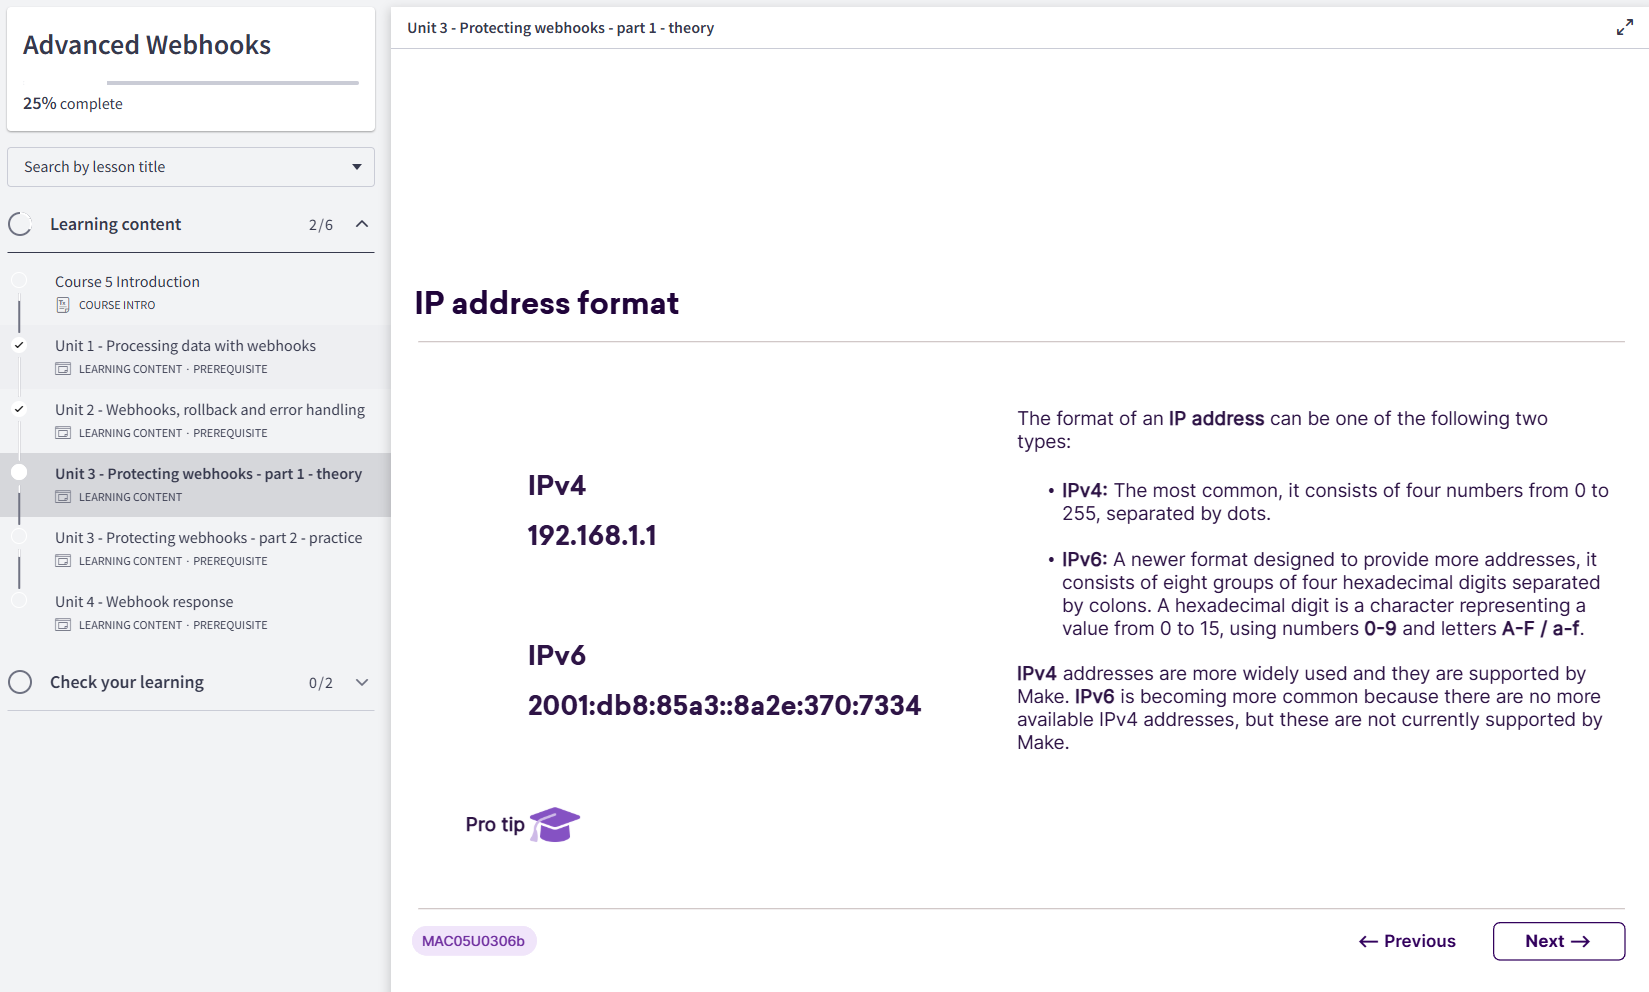 Advanced Webhooks
25% complete
Search by lesson title
Learning content 2/6
Course 5 Introduction
COURSE INTRO
Unit 1 - Processing data with webhooks
LEARNING CONTENT · PREREQUISITE
Unit 2 - Webhooks, rollback and error handling
LEARNING CONTENT · PREREQUISITE
Unit 3 - Protecting webhooks - part 1 - theory
LEARNING CONTENT
Unit 3 - Protecting webhooks - part 2 - practice
LEARNING CONTENT · PREREQUISITE
Unit 4 - Webhook response
LEARNING CONTENT · PREREQUISITE
Check your learning 0/2
Unit 3 - Protecting webhooks - part 1 - theory
IP address format
IPv4
192.168.1.1
IPv6
2001:db8:85a3::8a2e:370:7334
Pro tip
The format of an IP address can be one of the following two
types:
• IPv4: The most common, it consists of four numbers from 0 to
255, separated by dots.
• IPv6: A newer format designed to provide more addresses, it
consists of eight groups of four hexadecimal digits separated
by colons. A hexadecimal digit is a character representing a
value from 0 to 15, using numbers 0-9 and letters A-F / a-f.
IPv4 addresses are more widely used and they are supported by
Make. IPv6 is becoming more common because there are no more
available IPv4 addresses, but these are not currently supported by
Make.
MAC05U0306b
← Previous
Next →